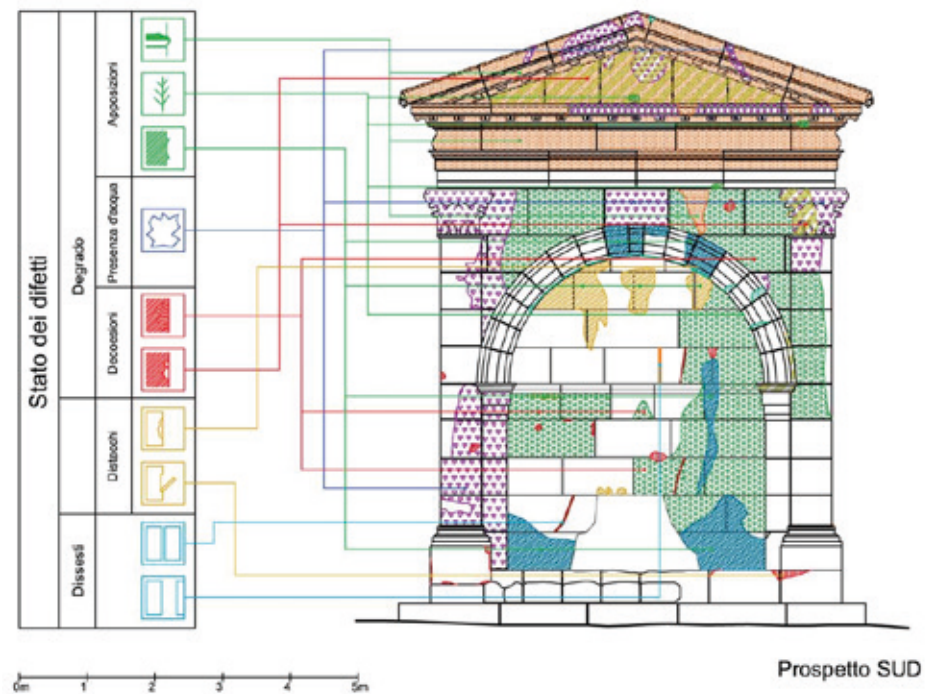 Stato dei difetti
Degrado
Dissesti
Apposizioni
Presenza d'acqua
Decoesioni
Distacchi
0m 1 2 3 4 5m
Prospetto SUD